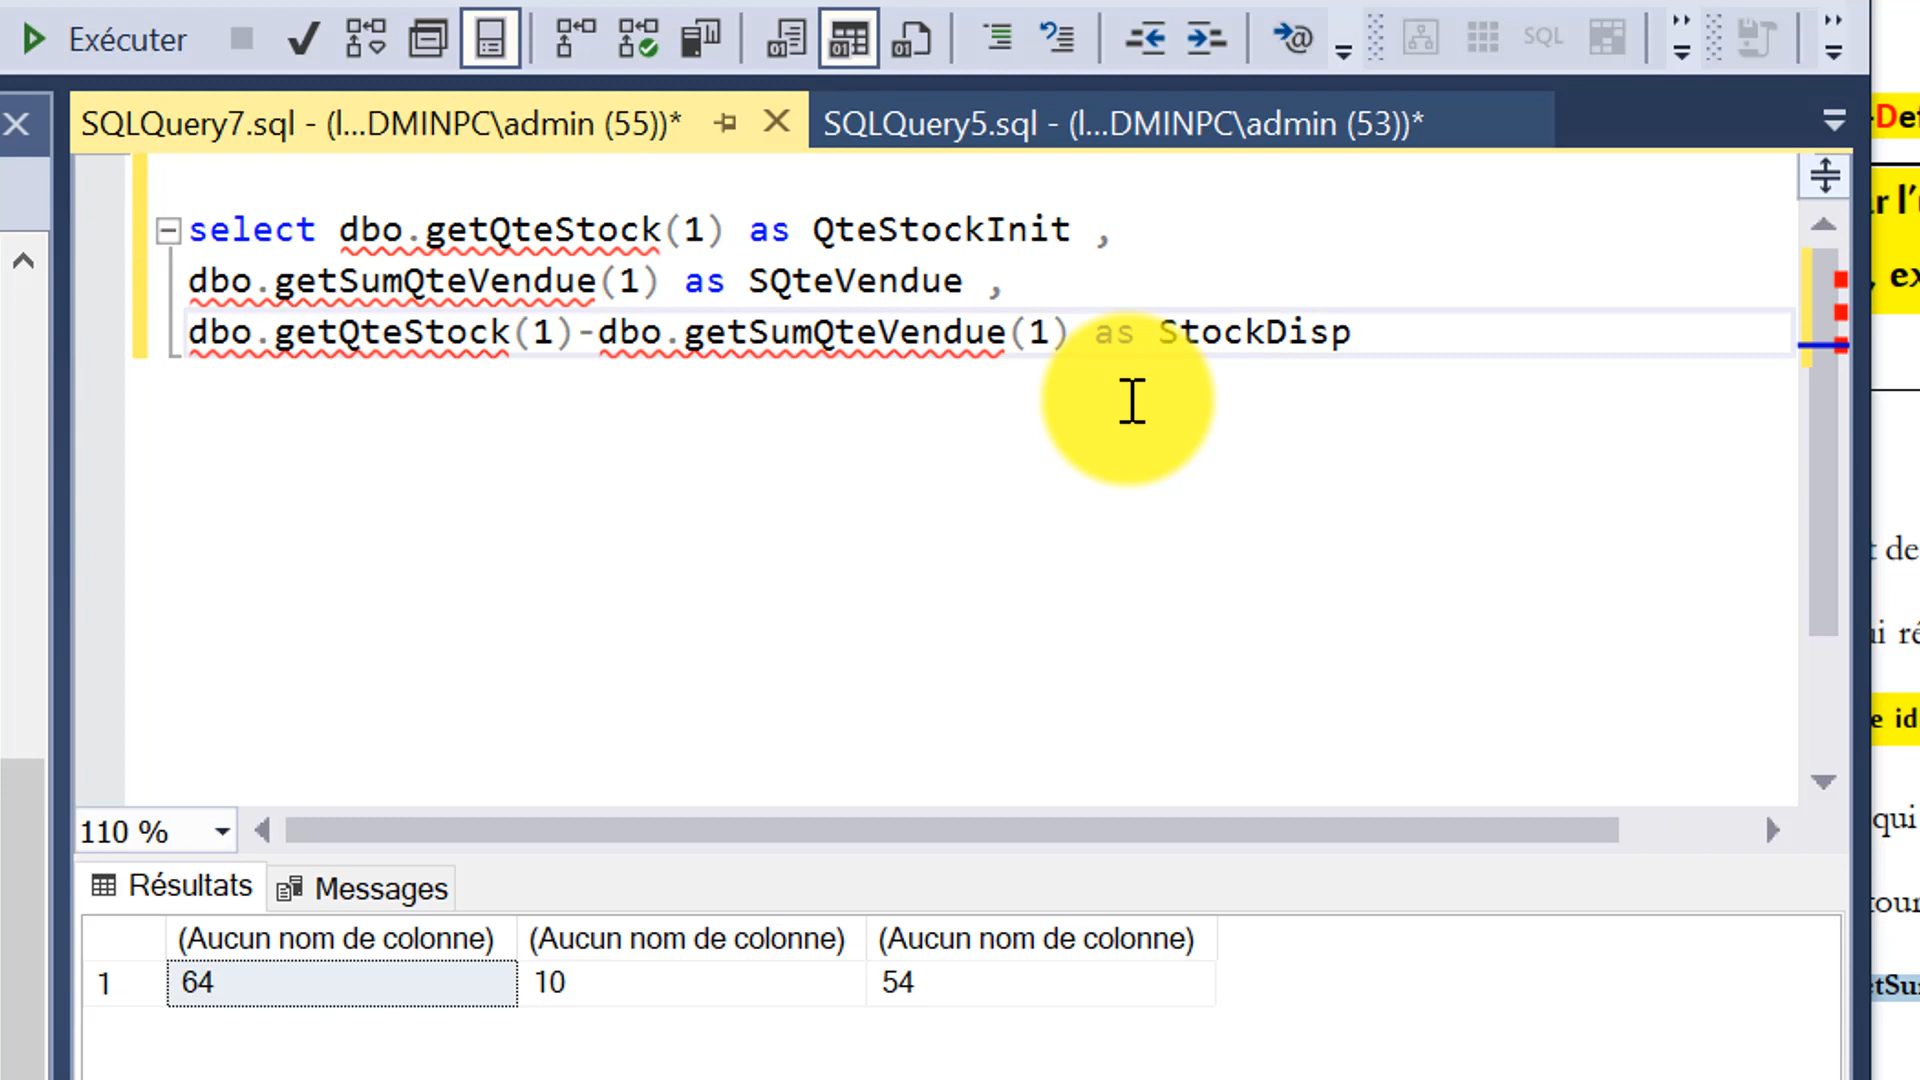 Exécuter
SQL
SQLQuery7.sql - (l...DMINPC\admin (55))*
SQLQuery5.sql - (l...DMINPC\admin (53))*
select dbo.getQteStock(1) as QteStockInit ,
dbo.getSumQteVendue(1) as SQteVendue ,
dbo.getQteStock(1)-dbo.getSumQteVendue(1) as StockDisp
110 %
Résultats
Messages
(Aucun nom de colonne) (Aucun nom de colonne) (Aucun nom de colonne)
1 64 10 54
qui